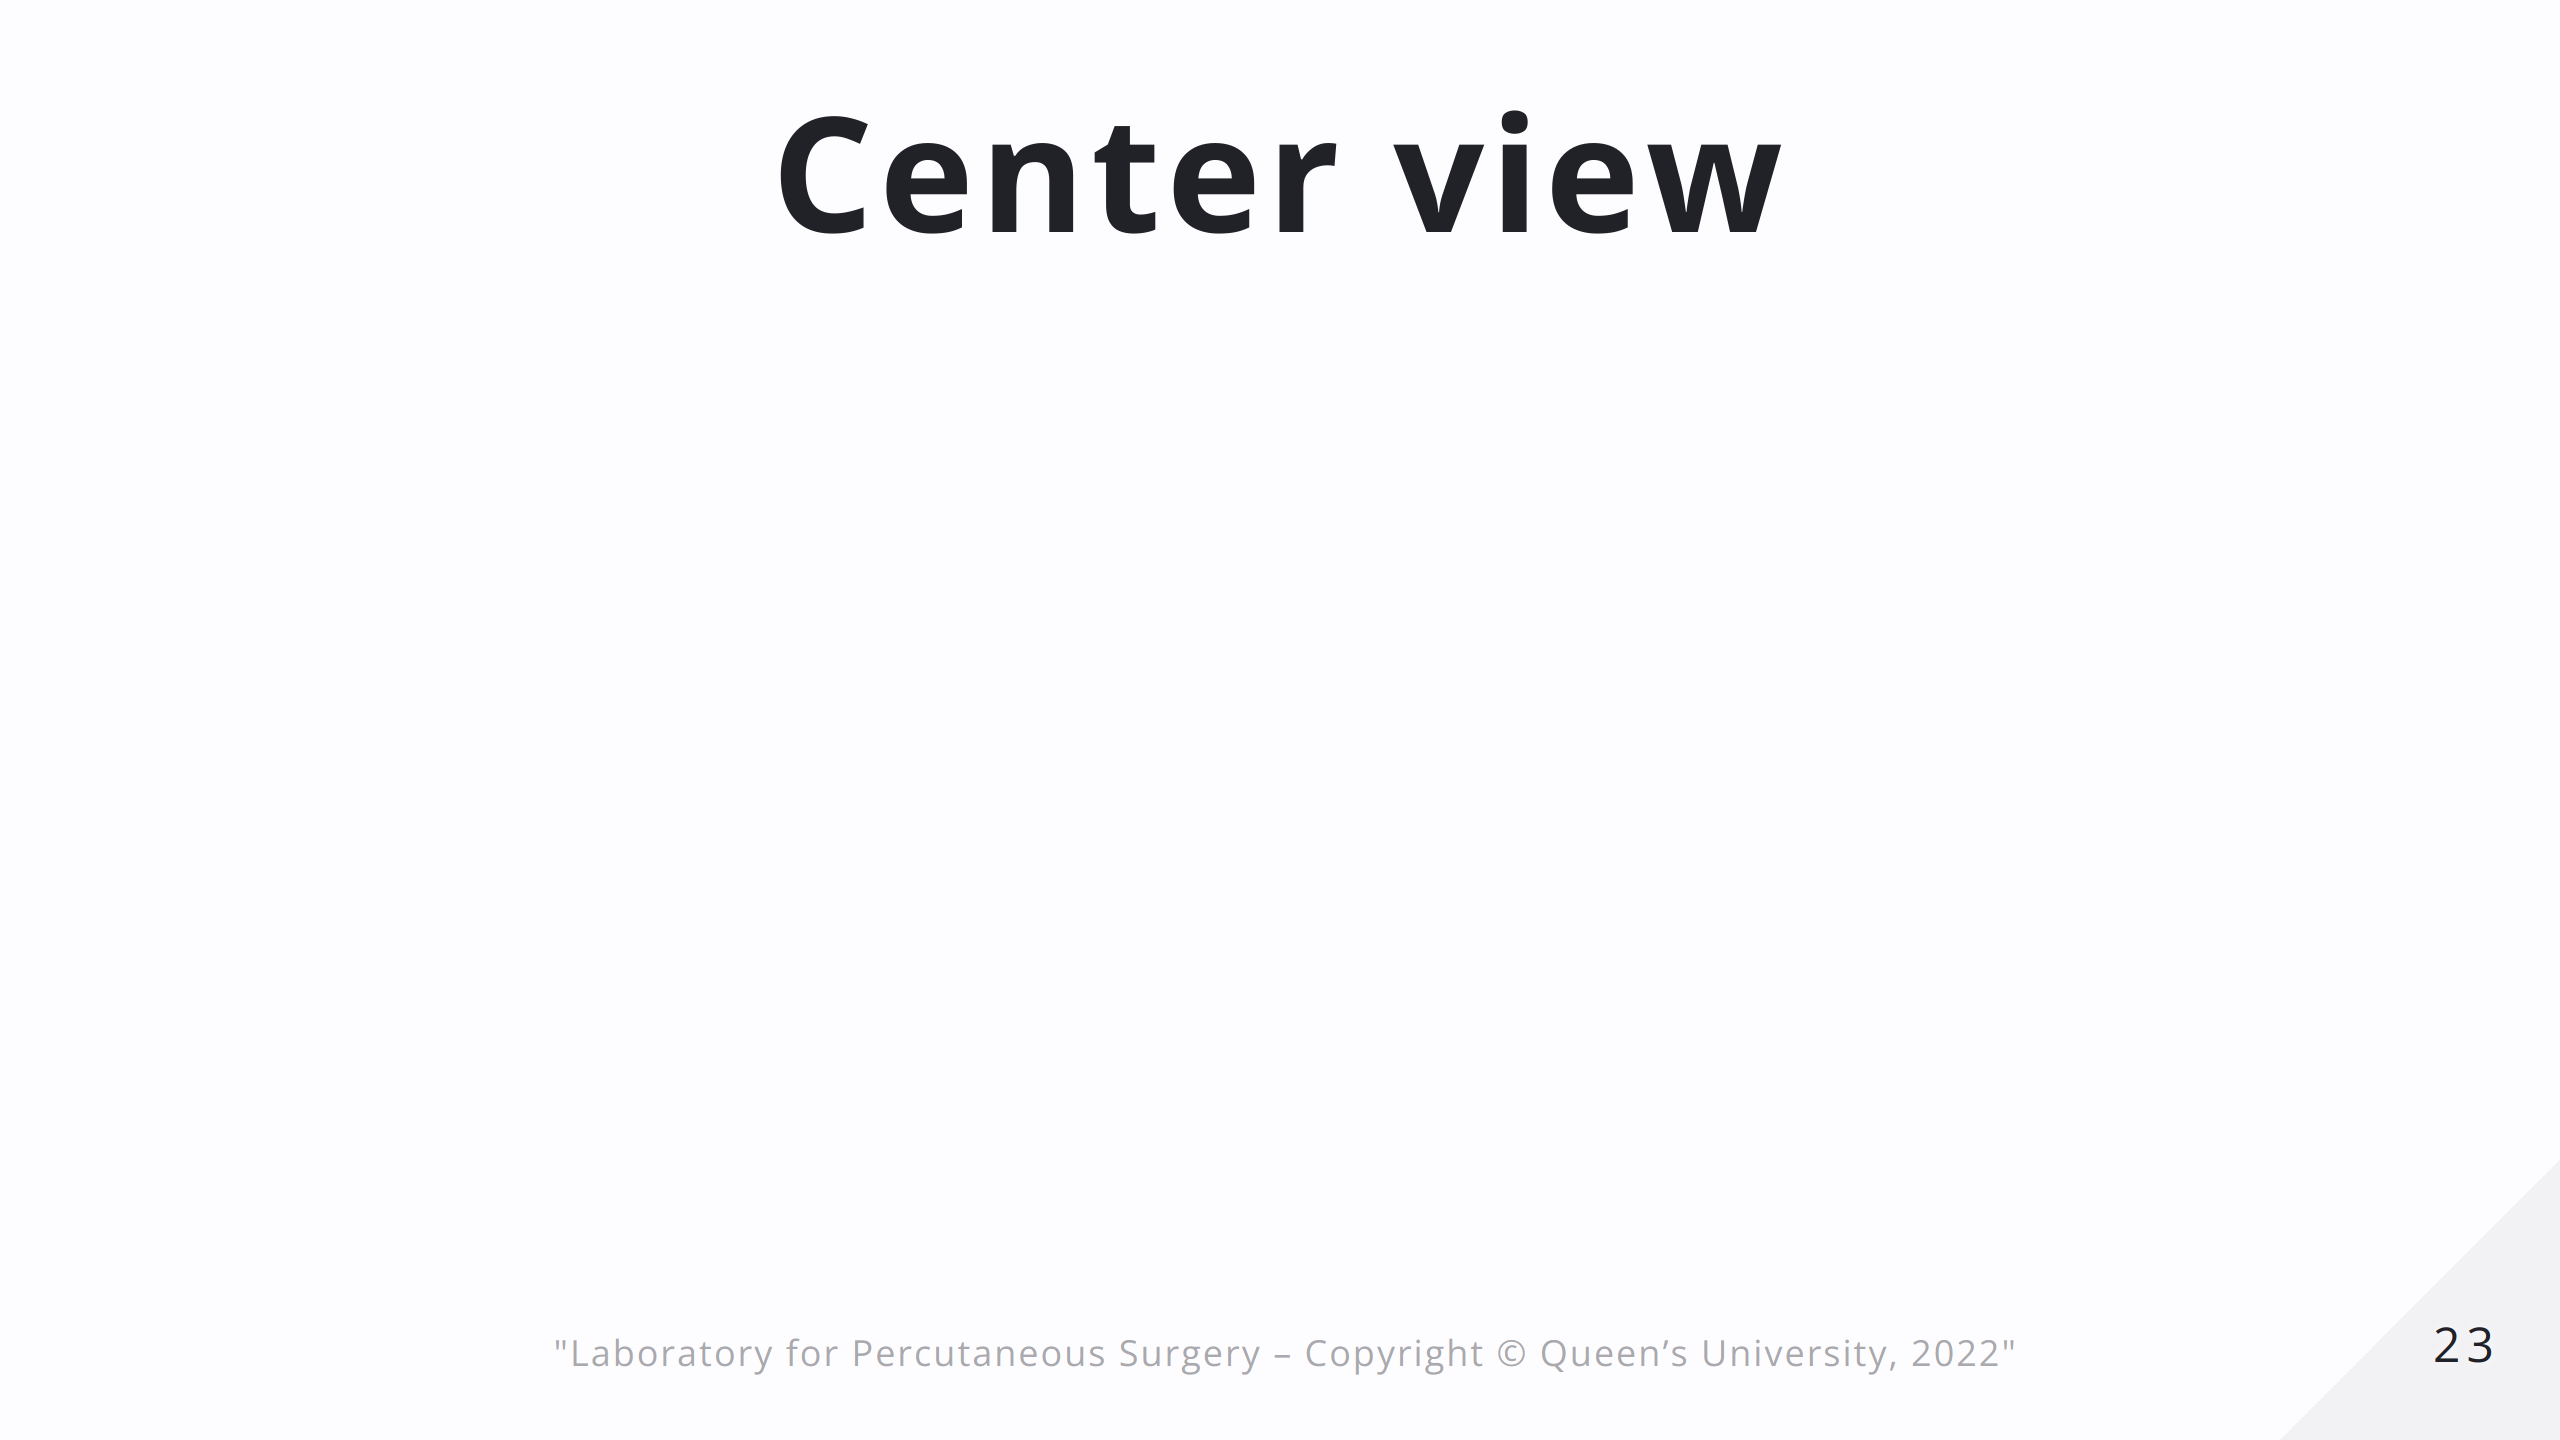 Center view
"Laboratory for Percutaneous Surgery – Copyright © Queen’s University, 2022"
23